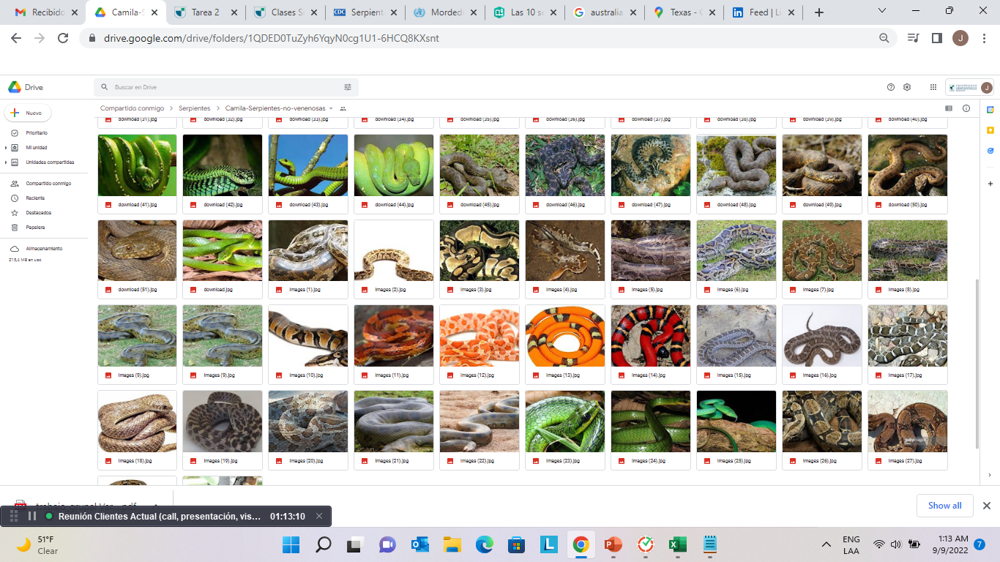 Recibido
Camila-S
Tarea 2
Clases Si
Serpient
Mordedu
Las 10 se
australia
Texas - G
Feed | Li
drive.google.com/drive/folders/1QDED0TuZyh6YqyN0cg1U1-6HCQ8KXsnt
J
Drive
Buscar en Drive
J
Nuevo
Compartido conmigo > Serpientes > Camila-Serpientes-no-venenosas
Prioritario
Mi unidad
Unidades compartidas
Compartido conmigo
Reciente
Destacados
Papelera
Almacenamiento
215,4 MB en uso
download (31).jpg download (32).jpg download (33).jpg download (34).jpg download (35).jpg download (36).jpg download (37).jpg download (38).jpg download (39).jpg download (40).jpg
download (41).jpg download (42).jpg download (43).jpg download (44).jpg download (45).jpg download (46).jpg download (47).jpg download (48).jpg download (49).jpg download (50).jpg
download (51).jpg download.jpg images (1).jpg images (2).jpg images (3).jpg images (4).jpg images (5).jpg images (6).jpg images (7).jpg images (8).jpg
images (9).jpg images (9).jpg images (10).jpg images (11).jpg images (12).jpg images (13).jpg images (14).jpg images (15).jpg images (16).jpg images (17).jpg
images (18).jpg images (19).jpg images (20).jpg images (21).jpg images (22).jpg images (23).jpg images (24).jpg images (25).jpg images (26).jpg images (27).jpg
Show all
Reunión Clientes Actual (call, presentación, vis... 01:13:10
51°F
Clear
ENG
LAA
1:13 AM
9/9/2022
7